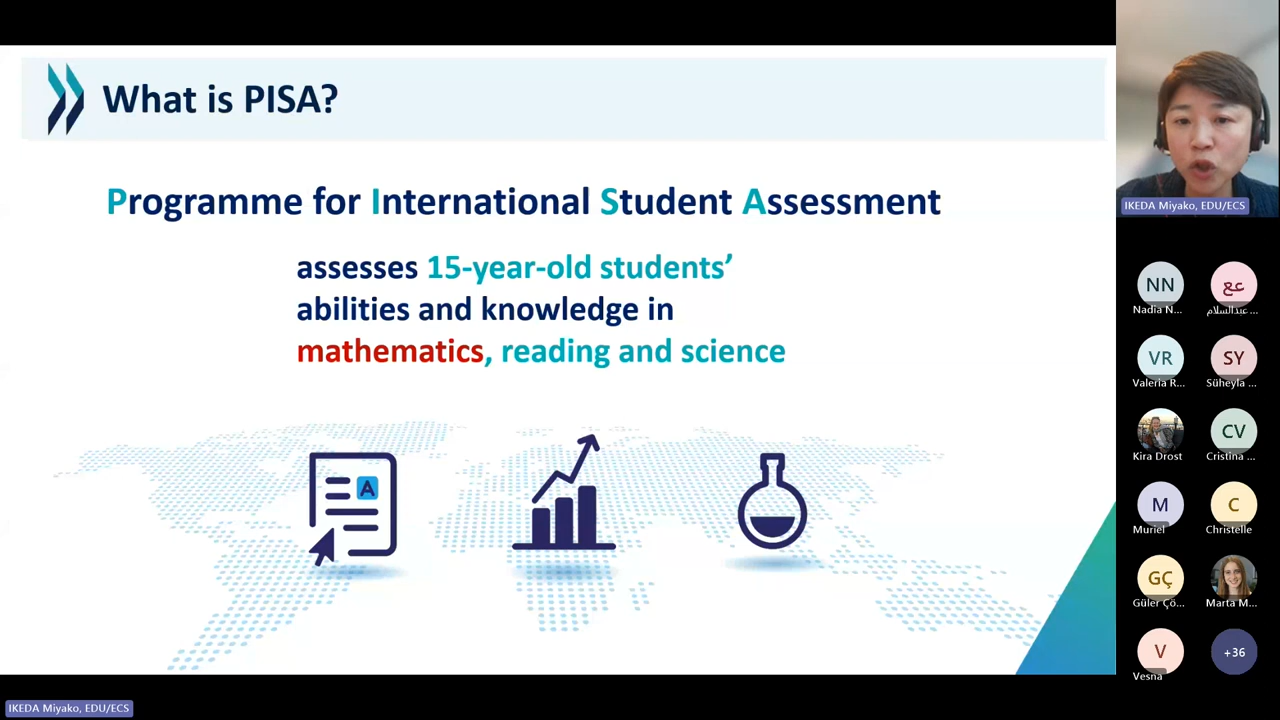 What is PISA?
Programme for International Student Assessment
assesses 15-year-old students’
abilities and knowledge in
mathematics, reading and science
A
IKEDA Miyako, EDU/ECS
NN
Nadia N...
عع
عبدالسلام ...
VR
Valeria R...
SY
Süheyla ...
Kira Drost
CV
Cristina ...
M
Muriel
C
Christelle
GÇ
Güler Çö...
Marta M...
V
Vesna
+36
IKEDA Miyako, EDU/ECS